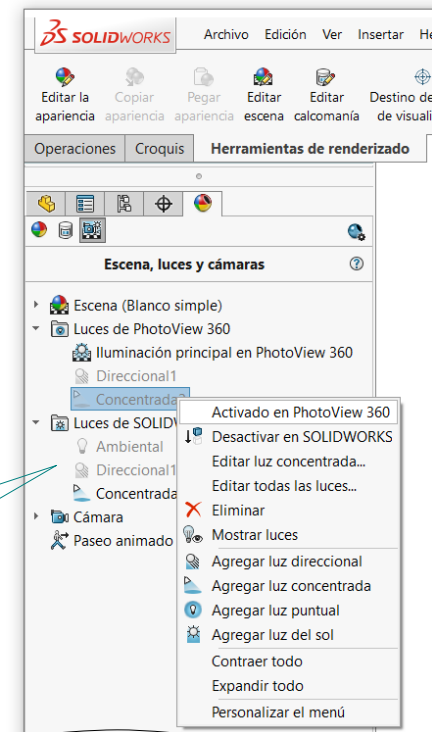 SOLIDWORKS Archivo Edición Ver Insertar
Editar la apariencia
Copiar apariencia
Pegar apariencia
Editar escena
Editar calcomanía
Destino de
de
Operaciones Croquis Herramientas de renderizado
Escena, luces y cámaras
Escena (Blanco simple)
Luces de PhotoView 360
Iluminación principal en PhotoView 360
Direccional1
Concentrada
Luces de
Ambiental
Direccional1
Concentrada
Cámara
Paseo animado
Activado en PhotoView 360
Desactivar en SOLIDWORKS
Editar luz concentrada...
Editar todas las luces...
Eliminar
Mostrar luces
Agregar luz direccional
Agregar luz concentrada
Agregar luz puntual
Agregar luz del sol
Contraer todo
Expandir todo
Personalizar el menú